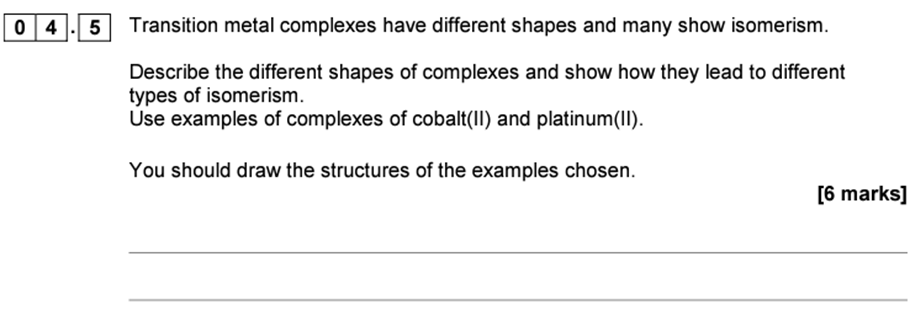 0 4 . 5 Transition metal complexes have different shapes and many show isomerism.
Describe the different shapes of complexes and show how they lead to different
types of isomerism.
Use examples of complexes of cobalt(II) and platinum(II).
You should draw the structures of the examples chosen.
[6 marks]